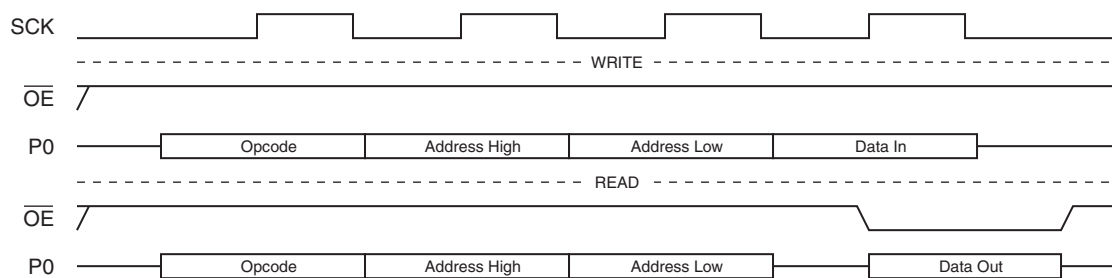 SCK
WRITE
OE
P0 Opcode Address High Address Low Data In
READ
OE
P0 Opcode Address High Address Low Data Out